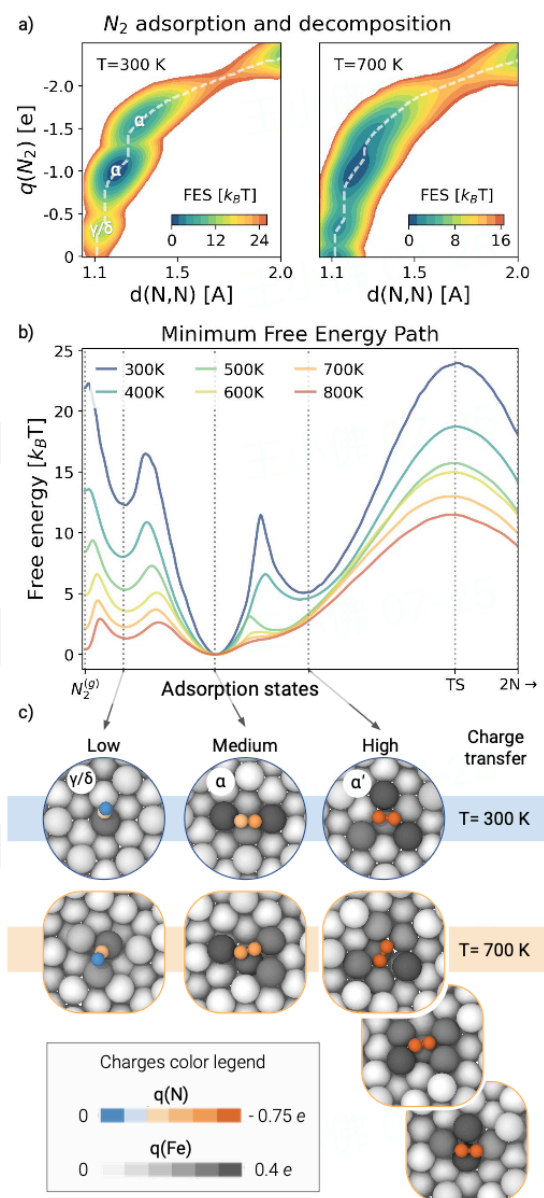 a) N₂ adsorption and decomposition
T=300 K
T=700 K
q(N₂) [e]
-2.0
-1.5
-1.0
-0.5
0
α'
α
γ/δ
FES [k_BT]
0 12 24
FES [k_BT]
0 8 16
1.1 1.5 2.0
1.1 1.5 2.0
d(N,N) [A]
d(N,N) [A]
b) Minimum Free Energy Path
Free energy [k_BT]
25
20
15
10
5
0
300K 500K 700K
400K 600K 800K
N₂⁽ᵍ⁾ Adsorption states TS 2N →
c)
Low Medium High Charge
transfer
γ/δ α α'
T= 300 K
T= 700 K
Charges color legend
q(N)
0 - 0.75 e
q(Fe)
0 0.4 e